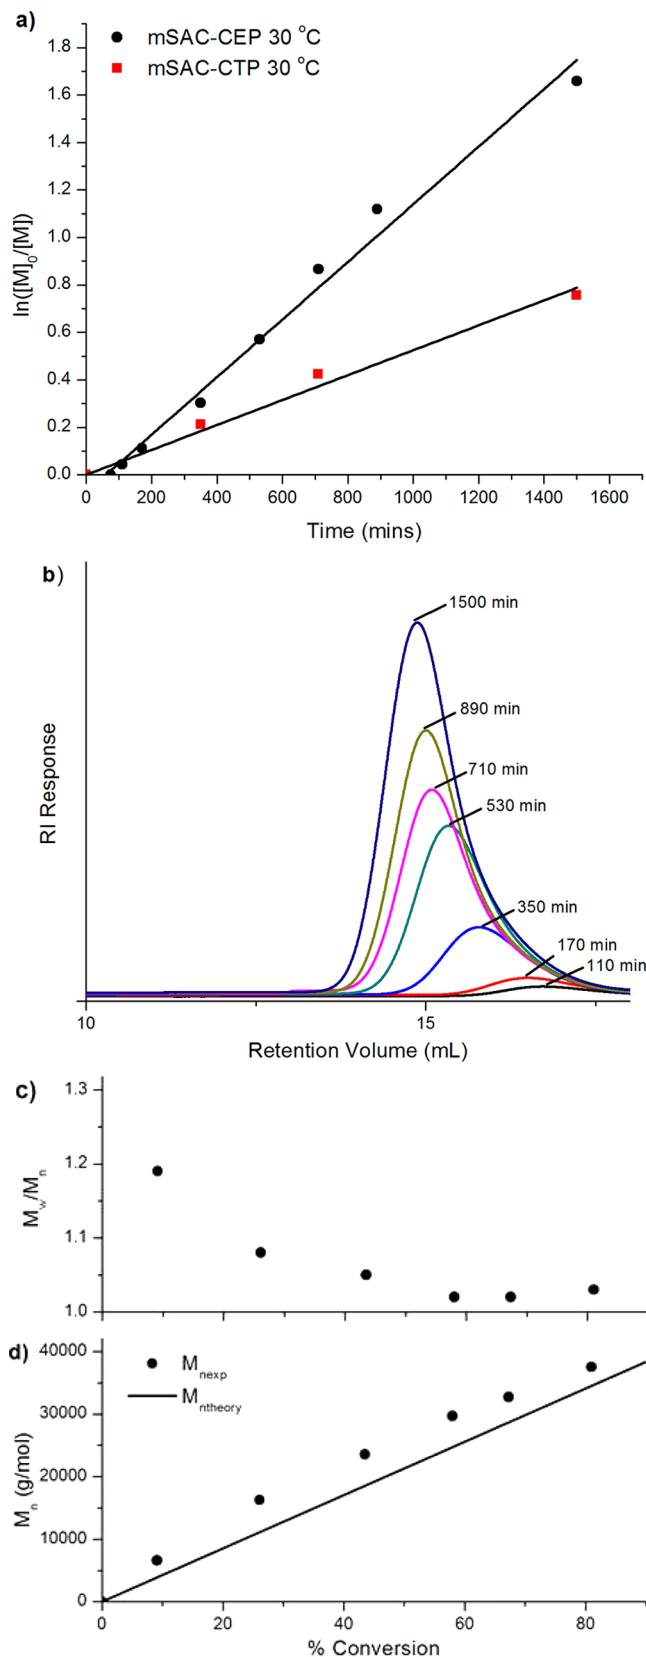 a)
mSAC-CEP 30 °C
mSAC-CTP 30 °C
ln([M]₀/[M])
1.8
1.6
1.4
1.2
1.0
0.8
0.6
0.4
0.2
0.0
0 200 400 600 800 1000 1200 1400 1600
Time (mins)
b)
1500 min
890 min
710 min
530 min
350 min
170 min
110 min
RI Response
10 15
Retention Volume (mL)
c)
1.3
1.2
1.1
1.0
Mw/Mn
d)
Mnexp
Mntheory
40000
30000
20000
10000
0
Mn (g/mol)
0 20 40 60 80
% Conversion